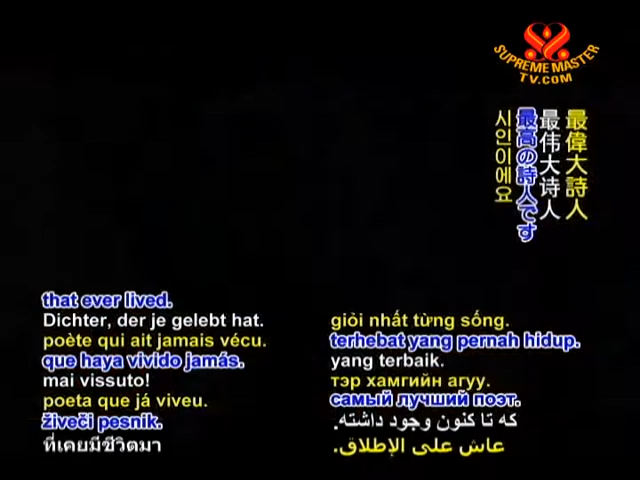 SUPREME MASTER
TV.COM
最偉大詩人
最伟大诗人
最高の詩人です
시인이에요
that ever lived.
Dichter, der je gelebt hat.
poète qui ait jamais vécu.
que haya vivido jamás.
mai vissuto!
poeta que já viveu.
živeči pesnik.
ที่เคยมีชีวิตมา
giỏi nhất từng sống.
terhebat yang pernah hidup.
yang terbaik.
тэр хамгийн агуу.
самый лучший поэт.
که تا کنون وجود داشته.
عاش على الإطلاق.